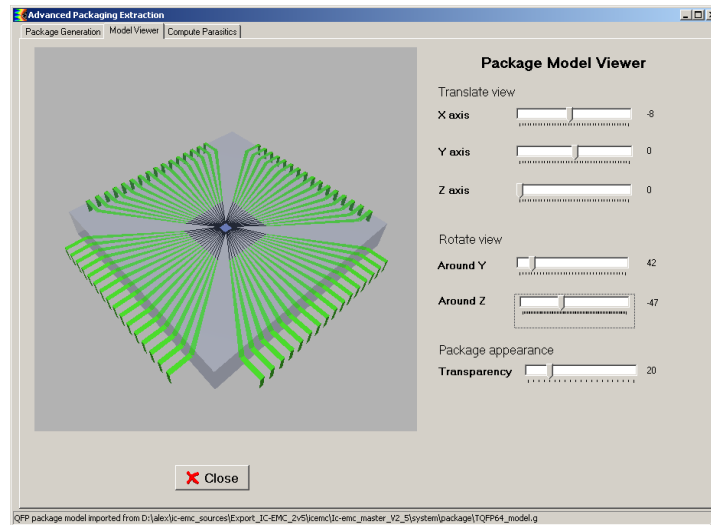 Advanced Packaging Extraction
Package Generation Model Viewer Compute Parasitics
Package Model Viewer
Translate view
X axis -8
Y axis 0
Z axis 0
Rotate view
Around Y 42
Around Z -47
Package appearance
Transparency 20
Close
QFP package model imported from D:\alex\ic-emc_sources\Export_IC-EMC_2v5\icemc\Ic-emc_master_V2_5\system\package\TQFP64_model.g